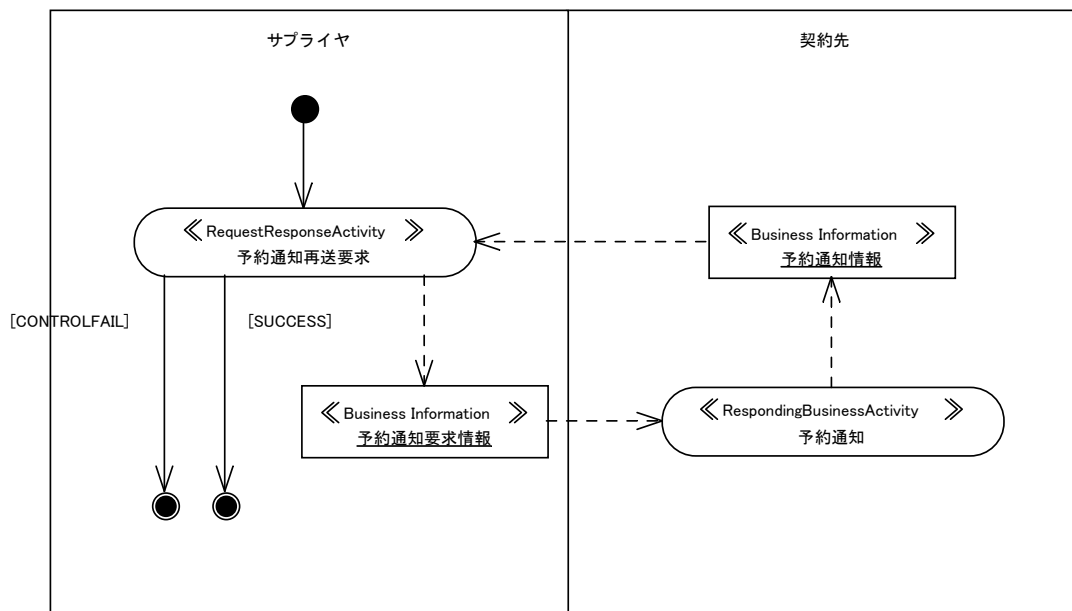 サプライヤ
契約先
≪RequestResponseActivity ≫
予約通知再送要求
≪Business Information ≫
予約通知情報
[CONTROLFAIL]
[SUCCESS]
≪Business Information ≫
予約通知要求情報
≪RespondingBusinessActivity ≫
予約通知